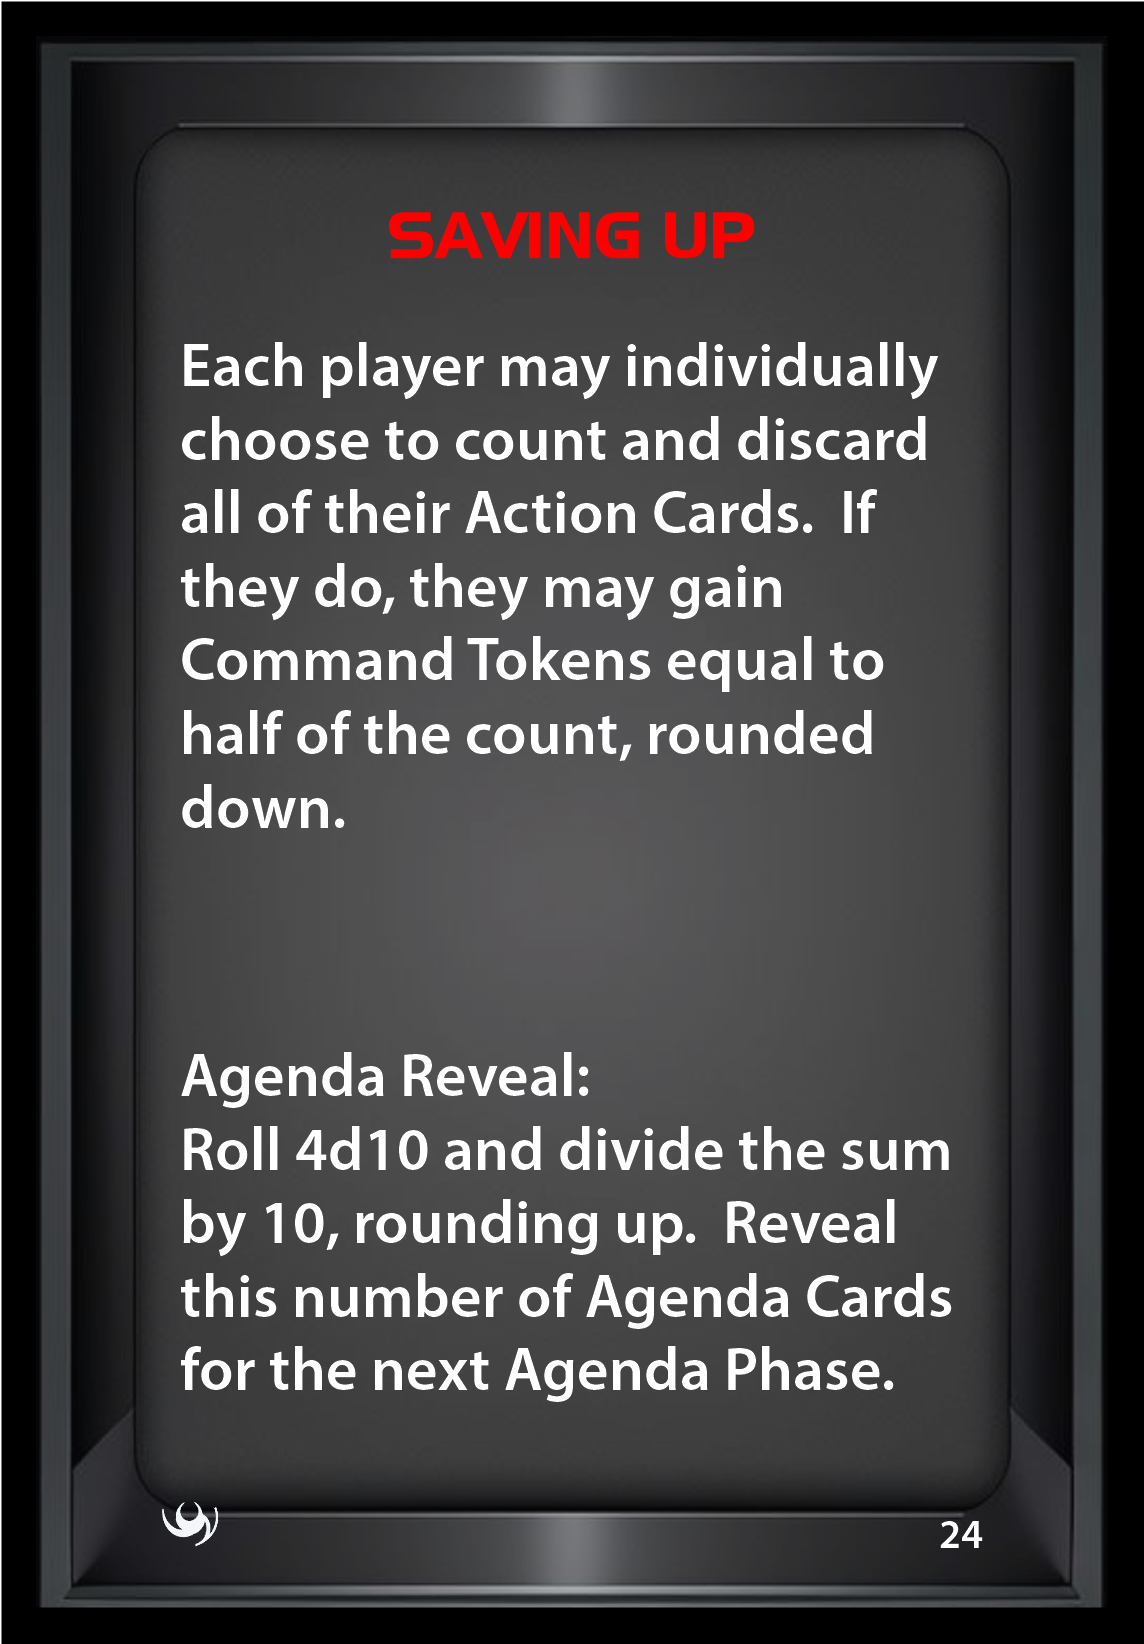 SAVING UP
Each player may individually
choose to count and discard
all of their Action Cards.  If
they do, they may gain
Command Tokens equal to
half of the count, rounded
down.
Agenda Reveal:
Roll 4d10 and divide the sum
by 10, rounding up.  Reveal
this number of Agenda Cards
for the next Agenda Phase.
24